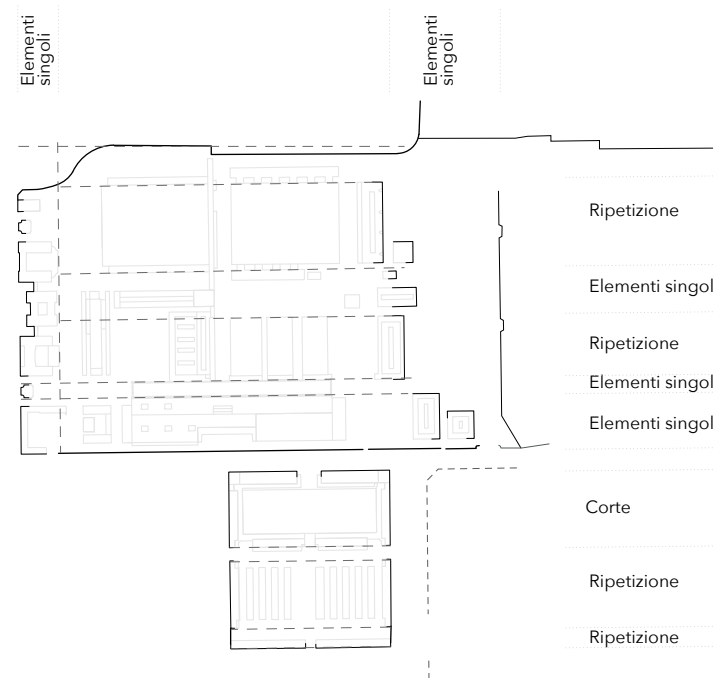 Elementi
singoli
Elementi
singoli
Ripetizione
Elementi singol
Ripetizione
Elementi singol
Elementi singol
Corte
Ripetizione
Ripetizione